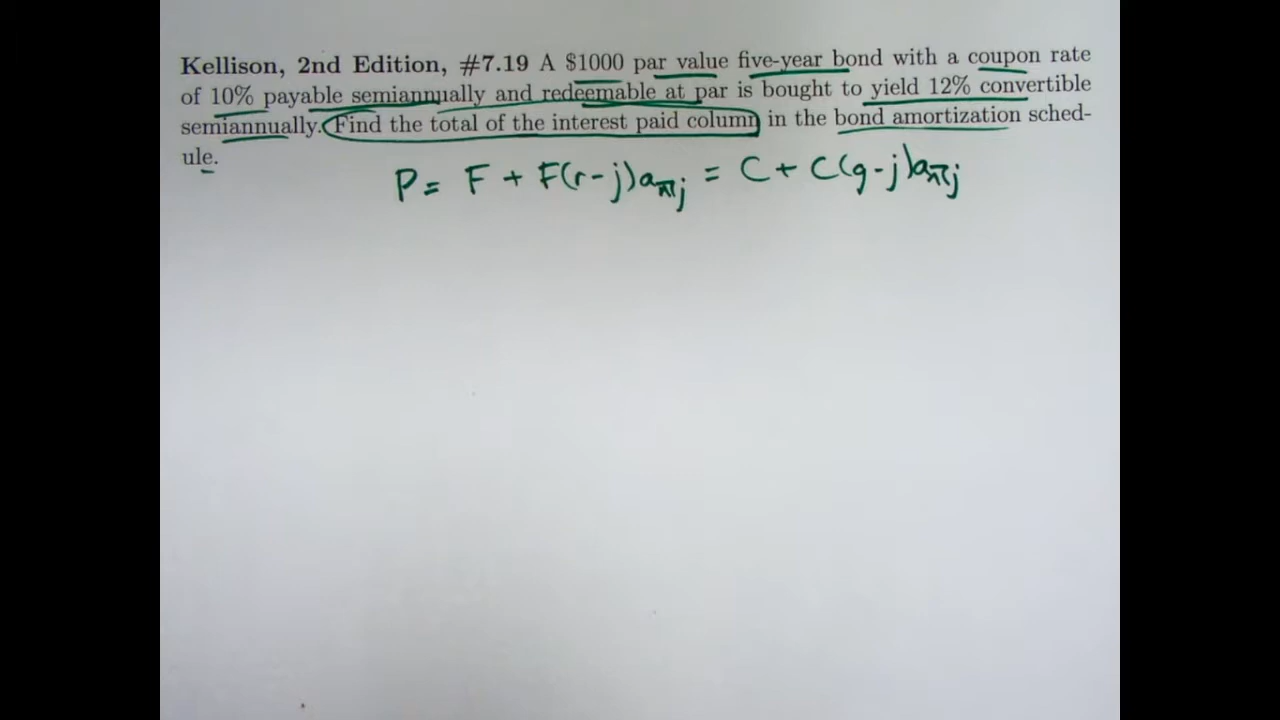 Kellison, 2nd Edition, #7.19 A $1000 par value five-year bond with a coupon rate
of 10% payable semiannually and redeemable at par is bought to yield 12% convertible
semiannually. Find the total of the interest paid column in the bond amortization sched-
ule.
P = F + F(r-j)a_{n|j} = C + C(g-j)a_{n|j}